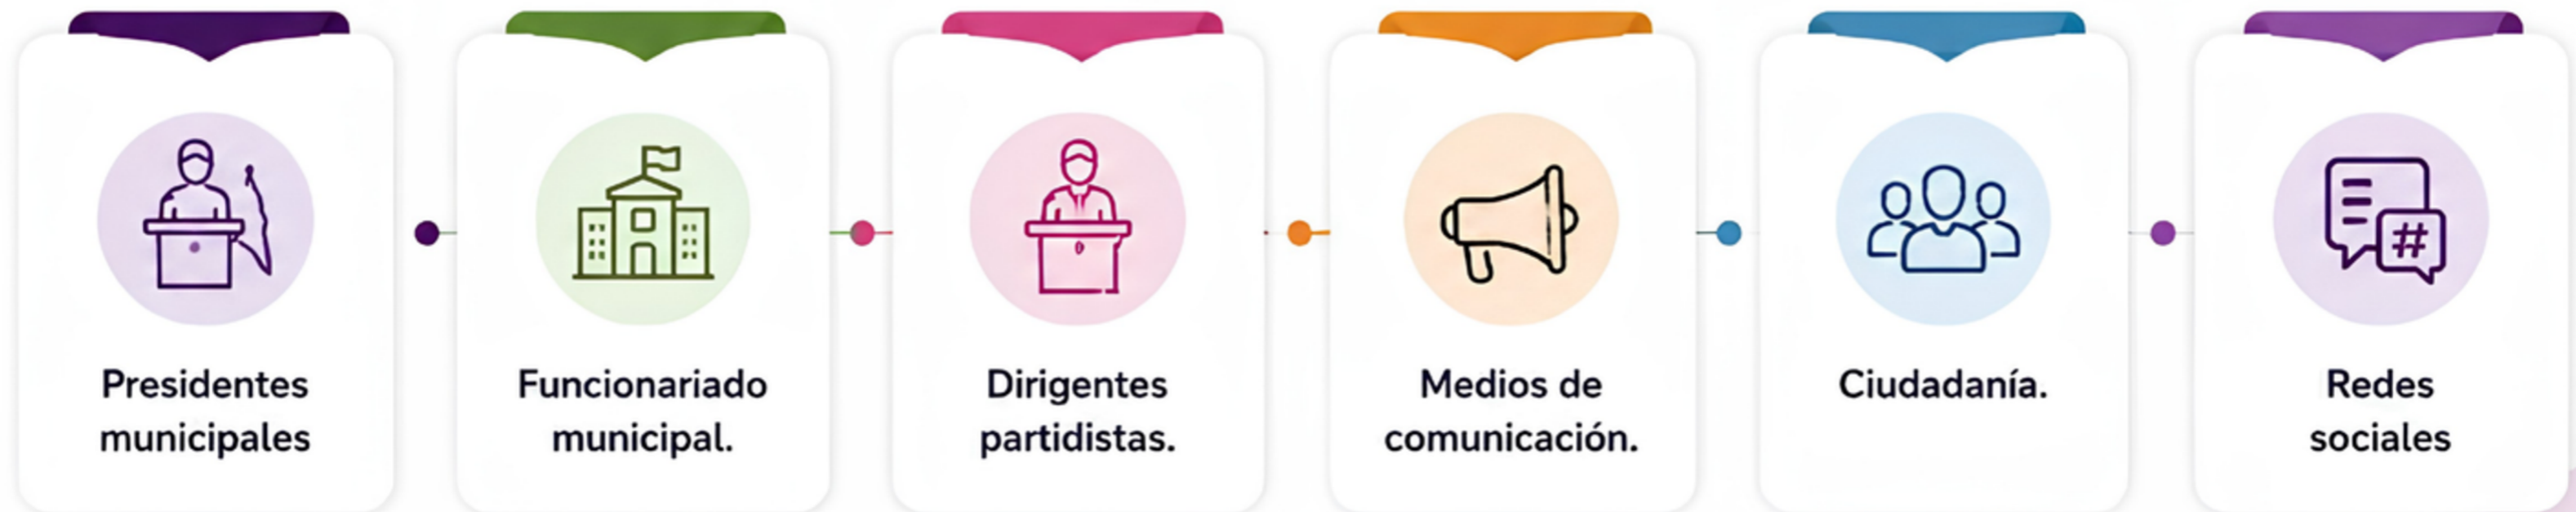 Presidentes
municipales
Funcionariado
municipal.
Dirigentes
partidistas.
Medios de
comunicación.
Ciudadanía.
#
Redes
sociales